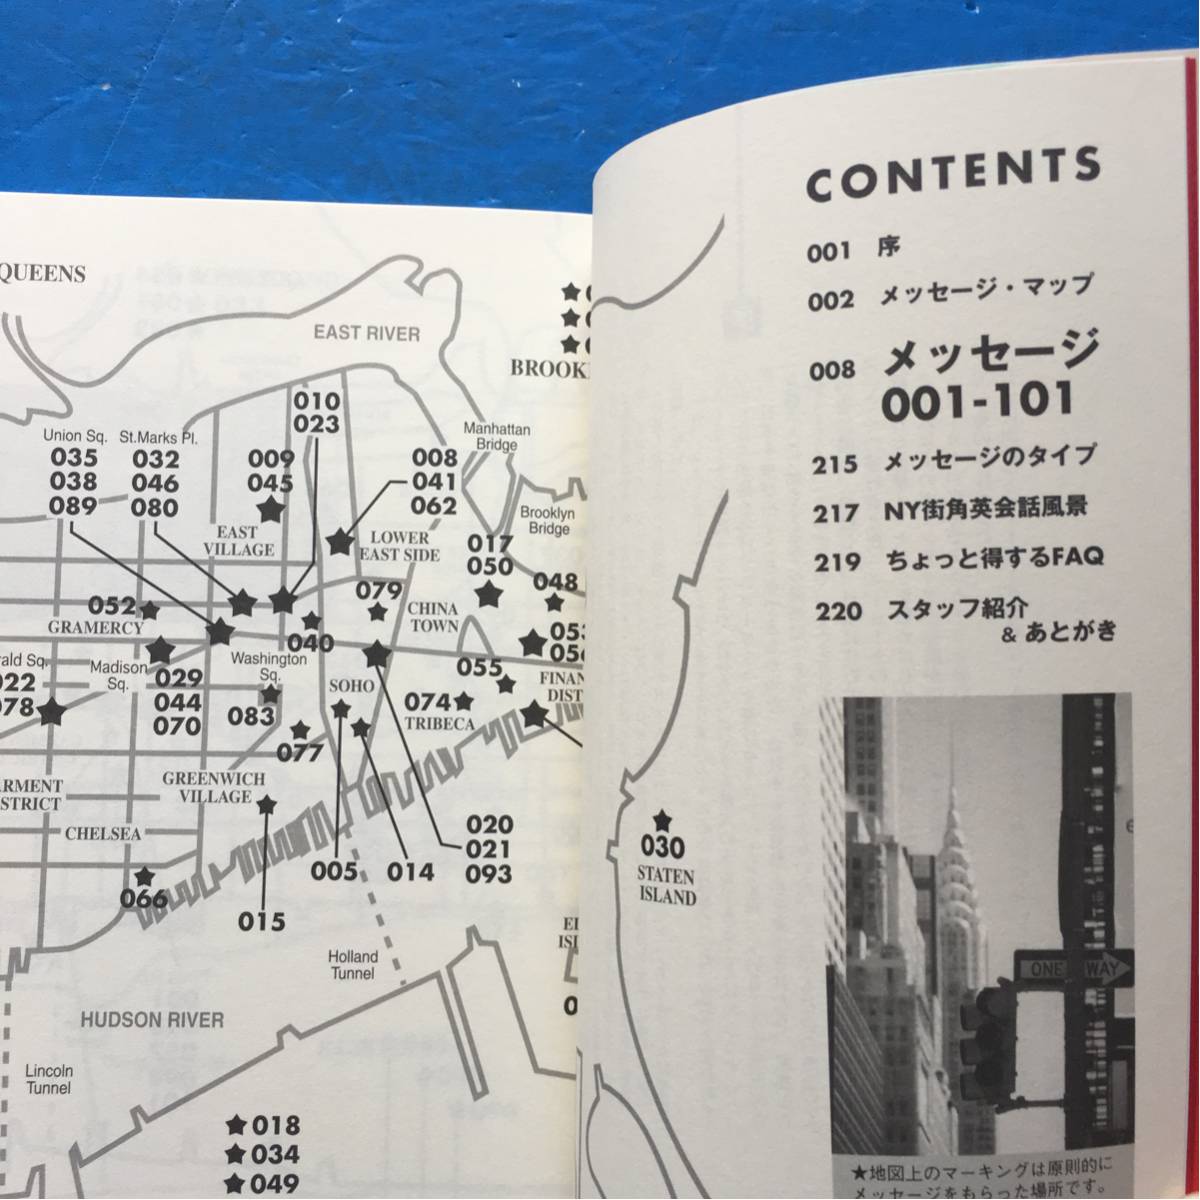 QUEENS
EAST RIVER
BROOK
010
023
Manhattan
Bridge
Union Sq.
035
038
089
St.Marks Pl.
032
046
080
009
045
008
041
062
Brooklyn
Bridge
EAST
VILLAGE
LOWER
EAST SIDE
017
050
048
052
GRAMERCY
079
CHINA
TOWN
040
Madison
Sq.
029
044
070
Washington
Sq.
083
SOHO
055
074
TRIBECA
077
GREENWICH
VILLAGE
CHELSEA
066
015
005
014
020
021
093
Holland
Tunnel
HUDSON RIVER
Lincoln
Tunnel
018
034
049
CONTENTS
001 序
002 メッセージ・マップ
008 メッセージ
001-101
215 メッセージのタイプ
217 NY街角英会話風景
219 ちょっと得するFAQ
220 スタッフ紹介
& あとがき
030
STATEN
ISLAND
ONE WAY
★地図上のマーキングは原則的に
メッセージをもらった場所です。